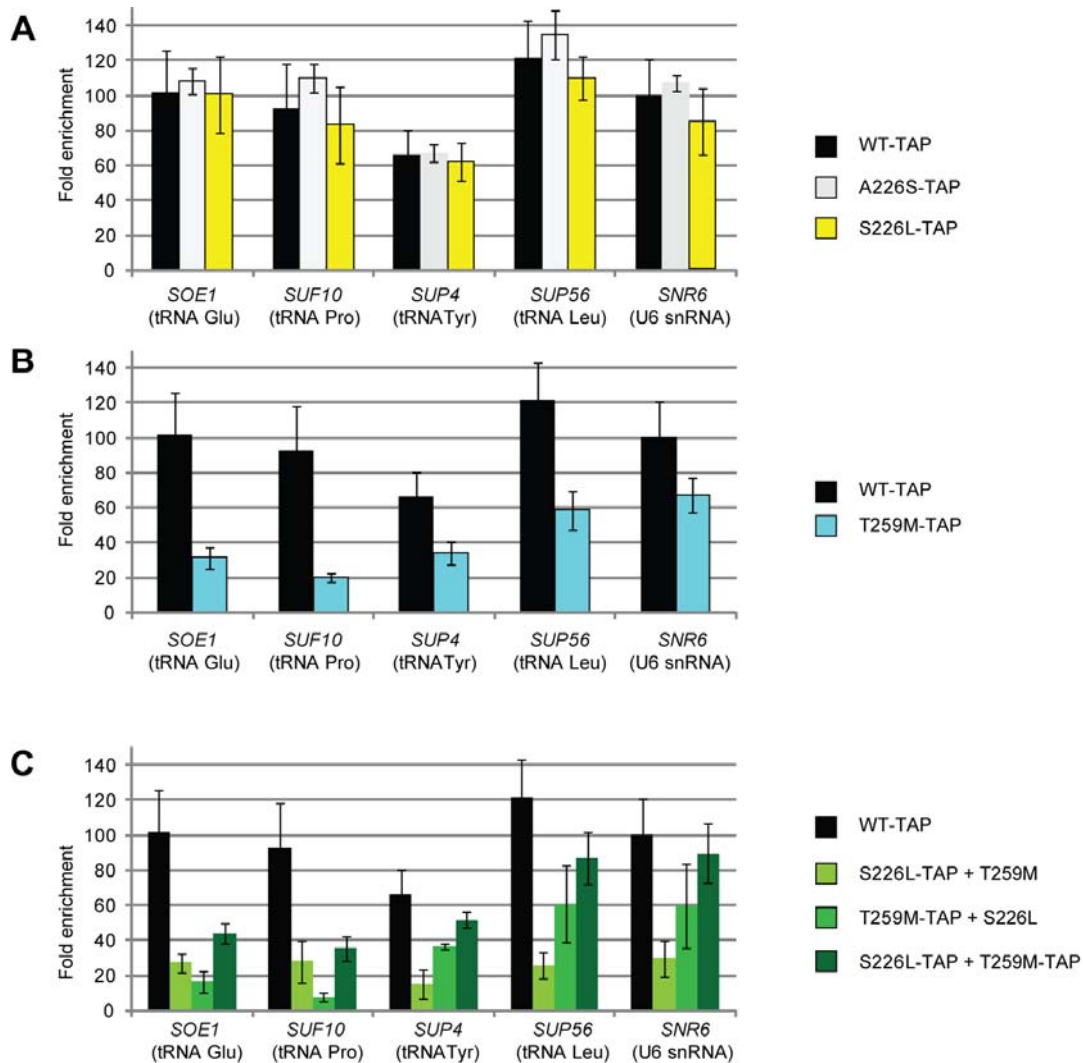 A
Fold enrichment
140
120
100
80
60
40
20
0
SOE1 SUF10 SUP4 SUP56 SNR6
(tRNA Glu) (tRNA Pro) (tRNATyr) (tRNA Leu) (U6 snRNA)
WT-TAP
A226S-TAP
S226L-TAP
B
Fold enrichment
140
120
100
80
60
40
20
0
SOE1 SUF10 SUP4 SUP56 SNR6
(tRNA Glu) (tRNA Pro) (tRNATyr) (tRNA Leu) (U6 snRNA)
WT-TAP
T259M-TAP
C
Fold enrichment
140
120
100
80
60
40
20
0
SOE1 SUF10 SUP4 SUP56 SNR6
(tRNA Glu) (tRNA Pro) (tRNATyr) (tRNA Leu) (U6 snRNA)
WT-TAP
S226L-TAP + T259M
T259M-TAP + S226L
S226L-TAP + T259M-TAP